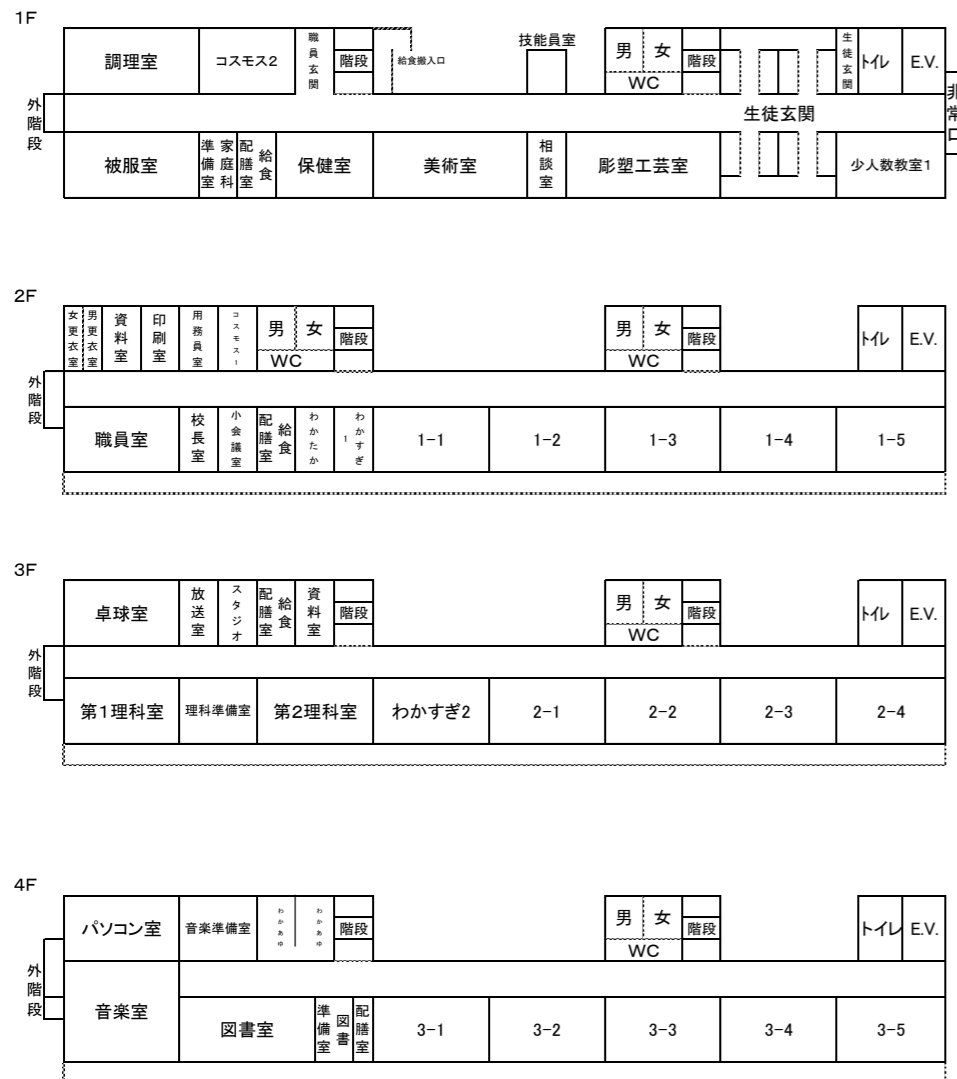 1F
調理室
コスモス2
職員玄関
階段
給食搬入口
技能員室
男 女
WC
階段
生徒玄関
トイレ
E.V.
外階段
生徒玄関
非常口
被服室
家庭科準備室
給食配膳室
保健室
美術室
相談室
彫塑工芸室
少人数教室1
2F
女更衣室
男更衣室
資料室
印刷室
用務員室
コスモス1
男 女
WC
階段
男 女
WC
階段
トイレ
E.V.
外階段
職員室
校長室
小会議室
給食配膳室
わかたか
わかすぎ1
1-1
1-2
1-3
1-4
1-5
3F
卓球室
放送室
スタジオ
給食配膳室
資料室
階段
男 女
WC
階段
トイレ
E.V.
外階段
第1理科室
理科準備室
第2理科室
わかすぎ2
2-1
2-2
2-3
2-4
4F
パソコン室
音楽準備室
わかあゆ
わかあゆ
階段
男 女
WC
階段
トイレ
E.V.
外階段
音楽室
図書室
図書準備室
配膳室
3-1
3-2
3-3
3-4
3-5